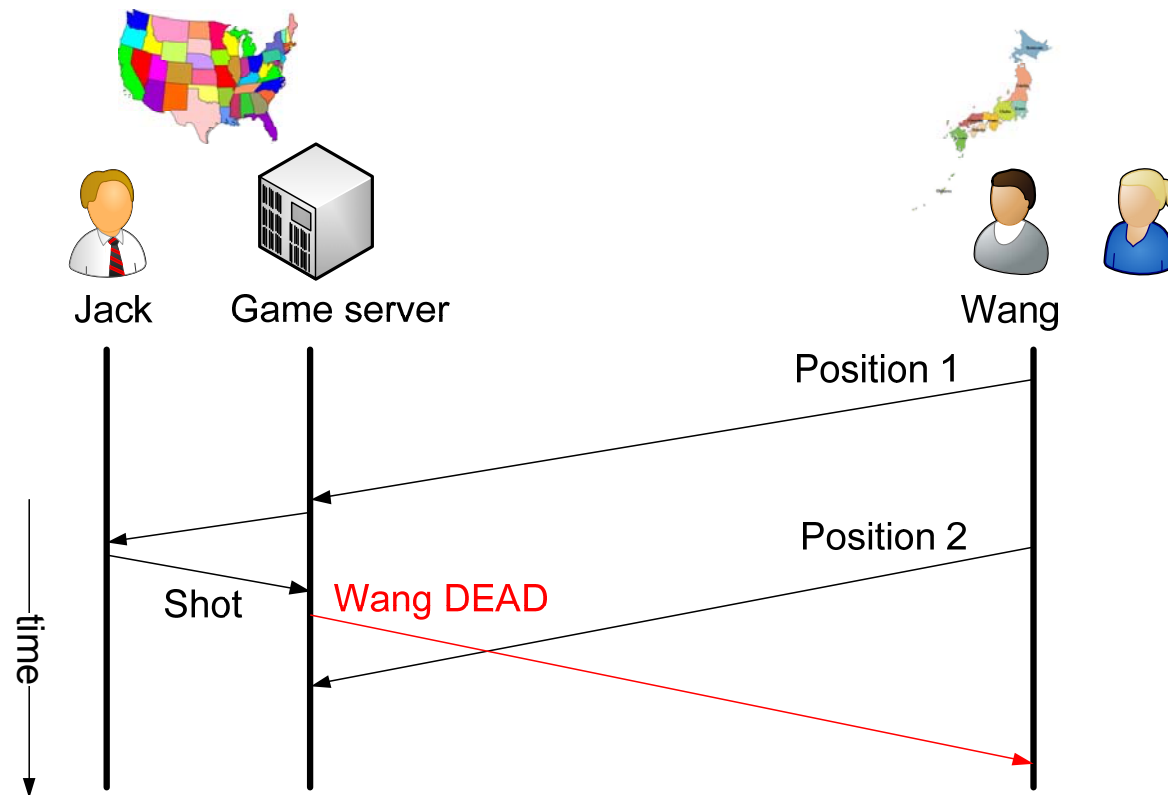 Jack
Game server
Wang
Position 1
Position 2
Shot
Wang DEAD
time